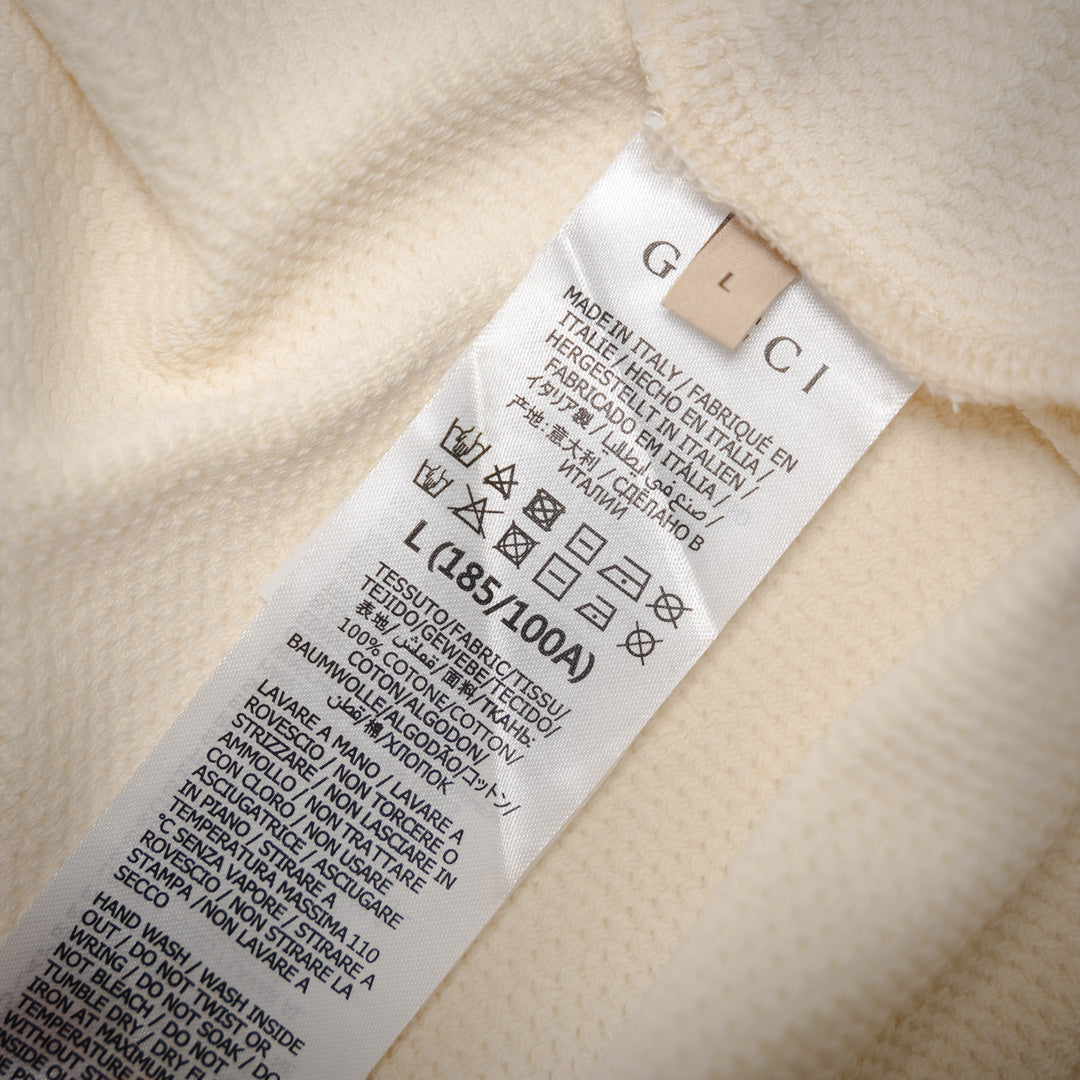 G CI
L
MADE IN ITALY / FABRIQUÉ EN
ITALIE / HECHO EN ITALIA /
HERGESTELLT IN ITALIEN /
FABRICADO EM ITÁLIA /
イタリア製 / صنع في إيطاليا /
产地: 意大利 / СДЕЛАНО В
ИТАЛИИ
L (185/100A)
TESSUTO/FABRIC/TISSU/
TEJIDO/GEWEBE/TECIDO/
表地/قماش/面料/ТКАНЬ:
100% COTONE/COTTON/
COTON/ALGODON/
BAUMWOLLE/ALGODÃO/コットン/
قطن/棉/ХЛОПОК
LAVARE A MANO / LAVARE A
ROVESCIO / NON TORCERE O
STRIZZARE / NON LASCIARE IN
AMMOLLO / NON TRATTARE
CON CLORO / NON USARE
ASCIUGATRICE / ASCIUGARE
IN PIANO / STIRARE A
TEMPERATURA MASSIMA 110
°C SENZA VAPORE / STIRARE A
ROVESCIO / NON STIRARE LA
STAMPA /NON LAVARE A
SECCO
HAND WASH / WASH INSIDE
OUT / DO NOT TWIST OR
WRING / DO NOT SOAK / DO
NOT BLEACH / DO NOT
TUMBLE DRY / DRY
IRON AT MAXIMUM
TEMPERATURE
WITHOUT
INSIDE